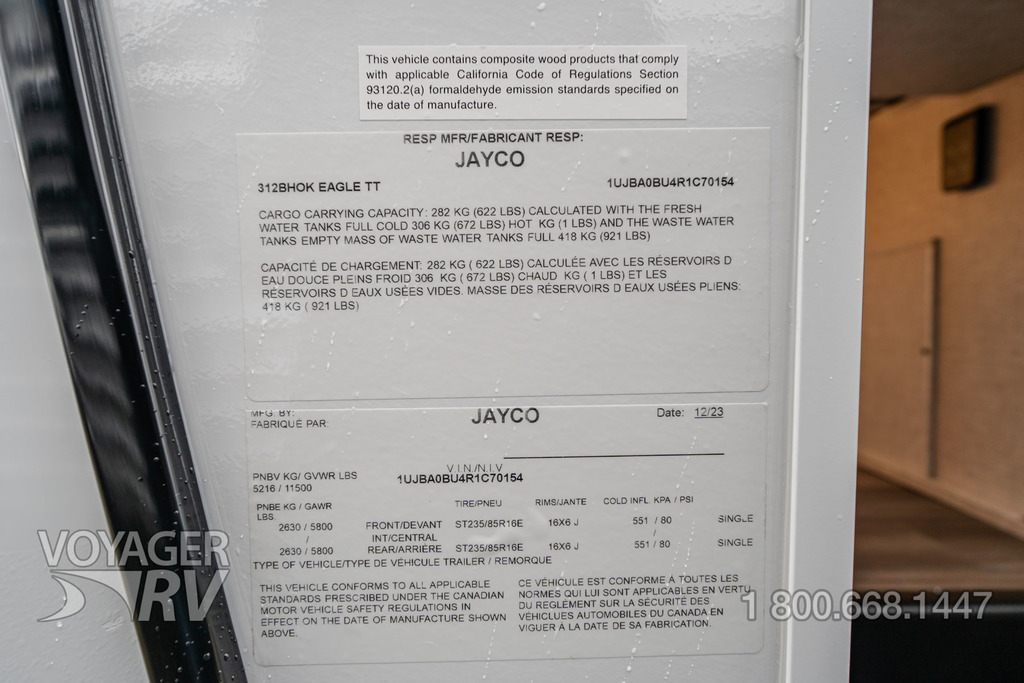 This vehicle contains composite wood products that comply
with applicable California Code of Regulations Section
93120.2(a) formaldehyde emission standards specified on
the date of manufacture.
RESP MFR/FABRICANT RESP:
JAYCO
312BHOK EAGLE TT 1UJBA0BU4R1C70154
CARGO CARRYING CAPACITY: 282 KG (622 LBS) CALCULATED WITH THE FRESH
WATER TANKS FULL COLD 306 KG (672 LBS) HOT KG (1 LBS) AND THE WASTE WATER
TANKS EMPTY MASS OF WASTE WATER TANKS FULL 418 KG (921 LBS)
CAPACITÉ DE CHARGEMENT: 282 KG ( 622 LBS) CALCULÉE AVEC LES RÉSERVOIRS D
EAU DOUCE PLEINS FROID 306 KG ( 672 LBS) CHAUD KG ( 1 LBS) ET LES
RÉSERVOIRS D EAUX USÉES VIDES. MASSE DES RÉSERVOIRS D EAUX USÉES PLIENS:
418 KG ( 921 LBS)
MFG. BY: JAYCO Date: 12/23
FABRIQUÉ PAR:
V.I.N./N.I.V
PNBV KG/ GVWR LBS 1UJBA0BU4R1C70154
5216 / 11500
PNBE KG / GAWR TIRE/PNEU RIMS/JANTE COLD INFL KPA / PSI
LBS.
2630 / 5800 FRONT/DEVANT ST235/85R16E 16X6 J 551 / 80 SINGLE
/ INT/CENTRAL /
2630 / 5800 REAR/ARRIÈRE ST235/85R16E 16X6 J 551 / 80 SINGLE
TYPE OF VEHICLE/TYPE DE VÉHICULE TRAILER / REMORQUE
THIS VEHICLE CONFORMS TO ALL APPLICABLE
STANDARDS PRESCRIBED UNDER THE CANADIAN
MOTOR VEHICLE SAFETY REGULATIONS IN
EFFECT ON THE DATE OF MANUFACTURE SHOWN
ABOVE.
CE VÉHICULE EST CONFORME À TOUTES LES
NORMES QUI LUI SONT APPLICABLES EN VERTU
DU REGLÉMENT SUR LA SÉCURITÉ DES
VÉHICLUES AUTOMOBILES DU CANADA EN
VIGUER À LA DATE DE SA FABRICATION.
VOYAGER
RV
1 800.668.1447